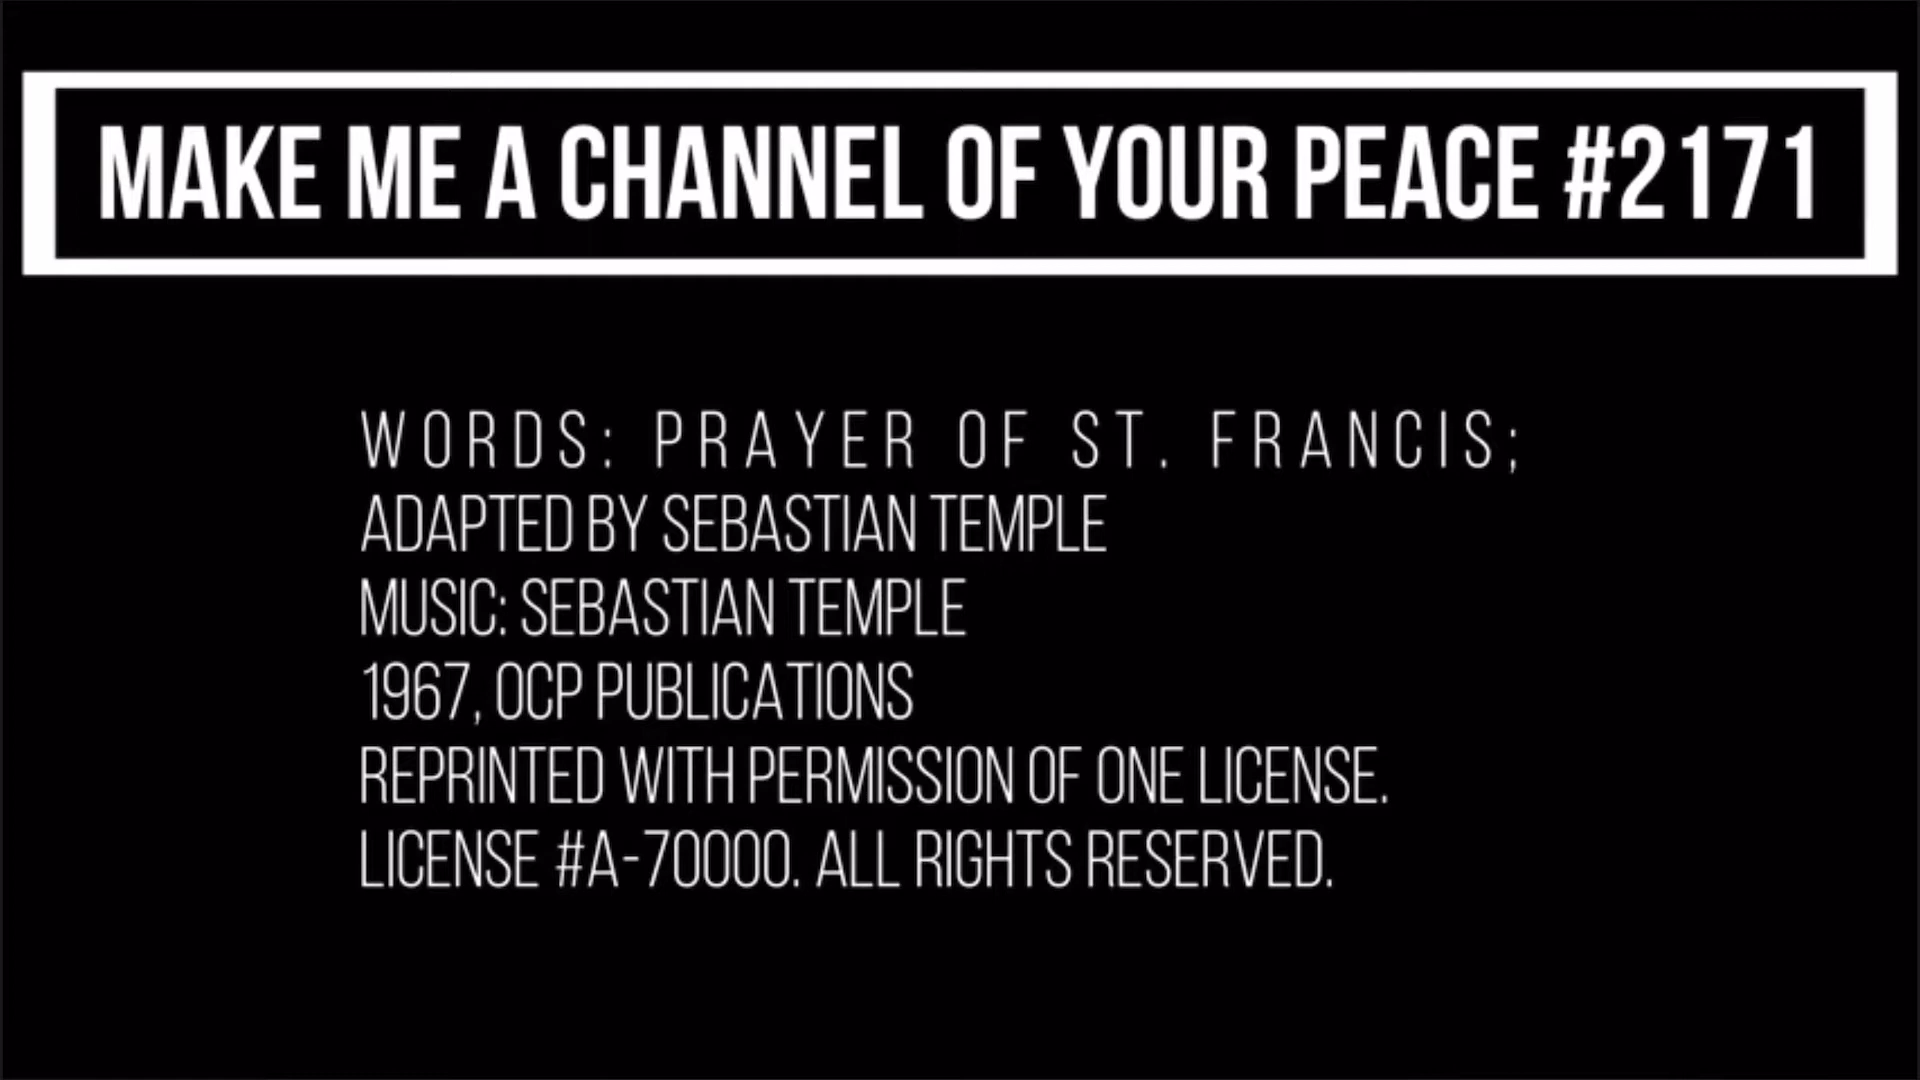 MAKE ME A CHANNEL OF YOUR PEACE #2171
WORDS: PRAYER OF ST. FRANCIS;
ADAPTED BY SEBASTIAN TEMPLE
MUSIC: SEBASTIAN TEMPLE
1967, OCP PUBLICATIONS
REPRINTED WITH PERMISSION OF ONE LICENSE.
LICENSE #A-70000. ALL RIGHTS RESERVED.